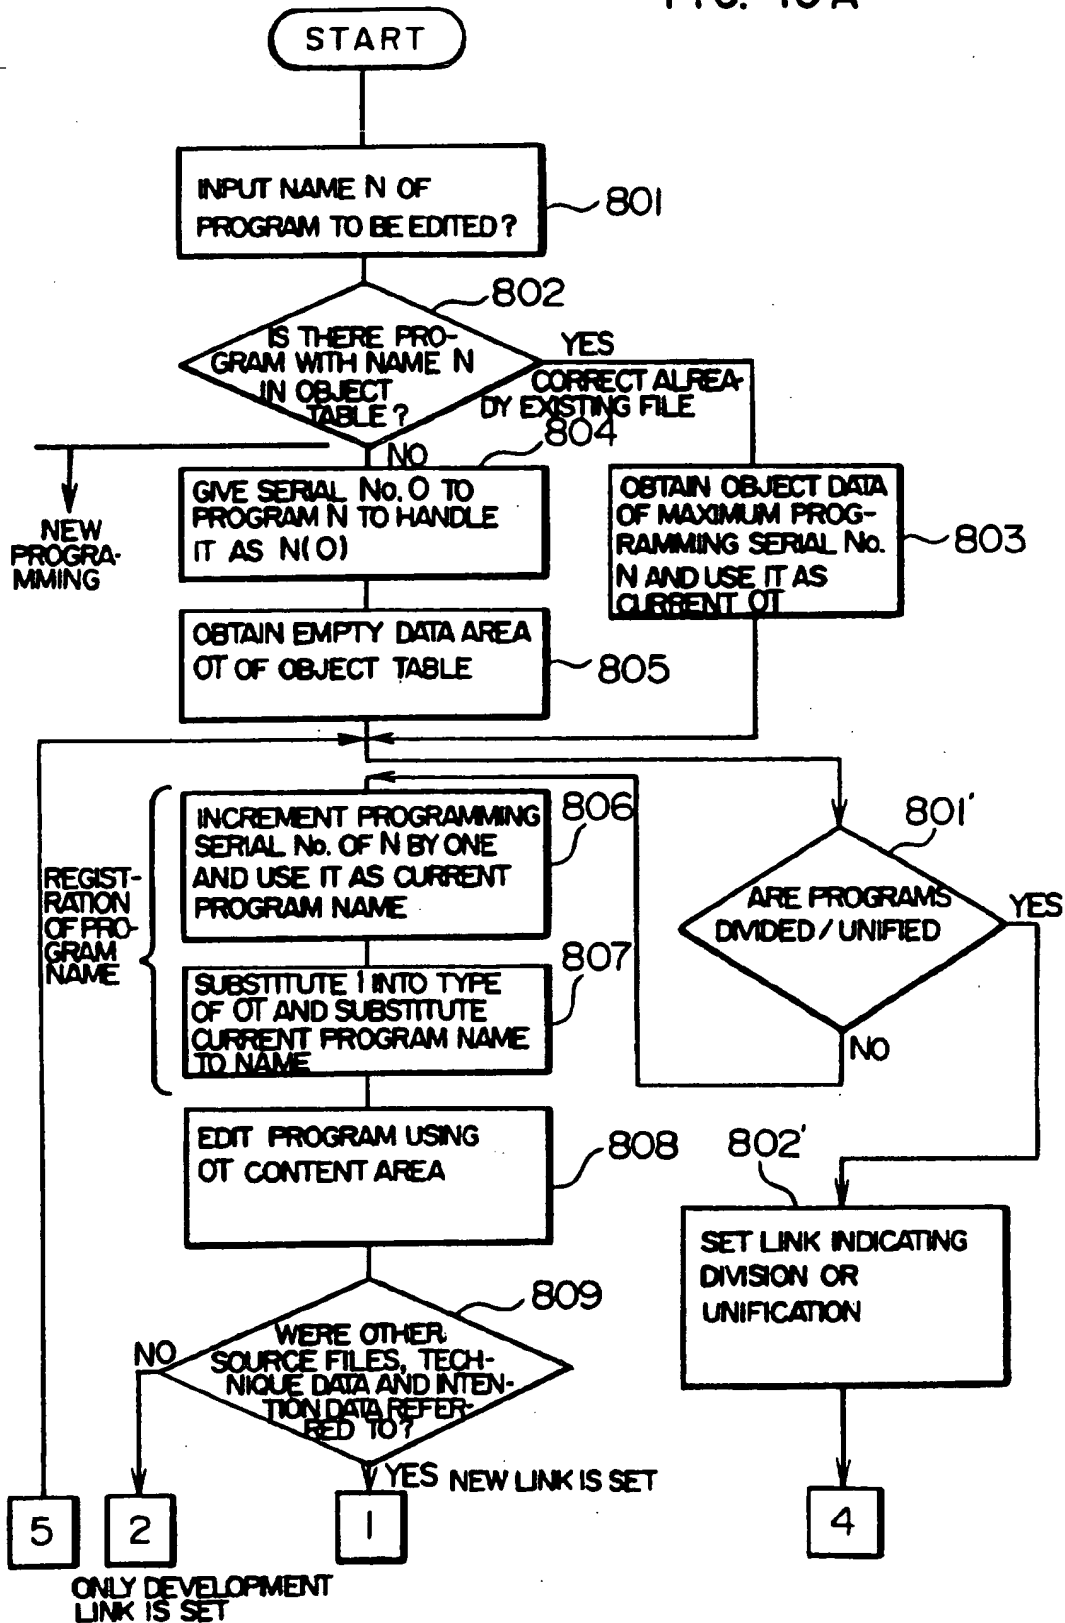 START
INPUT NAME N OF
PROGRAM TO BE EDITED?
801
802
IS THERE PRO-
GRAM WITH NAME N
IN OBJECT
TABLE?
YES
CORRECT ALREA-
DY EXISTING FILE
NO
804
NEW
PROGRA-
MMING
GIVE SERIAL No. 0 TO
PROGRAM N TO HANDLE
IT AS N(0)
OBTAIN OBJECT DATA
OF MAXIMUM PROG-
RAMMING SERIAL No.
N AND USE IT AS
CURRENT OT
803
OBTAIN EMPTY DATA AREA
OT OF OBJECT TABLE
805
REGIST-
RATION
OF PRO-
GRAM
NAME
INCREMENT PROGRAMMING
SERIAL No. OF N BY ONE
AND USE IT AS CURRENT
PROGRAM NAME
806
801'
ARE PROGRAMS
DIVIDED/UNIFIED
YES
NO
SUBSTITUTE 1 INTO TYPE
OF OT AND SUBSTITUTE
CURRENT PROGRAM NAME
TO NAME
807
EDIT PROGRAM USING
OT CONTENT AREA
808
802'
SET LINK INDICATING
DIVISION OR
UNIFICATION
809
WERE OTHER
SOURCE FILES, TECH-
NIQUE DATA AND INTEN-
TION DATA REFER-
RED TO?
NO
YES NEW LINK IS SET
5
2
1
4
ONLY DEVELOPMENT
LINK IS SET